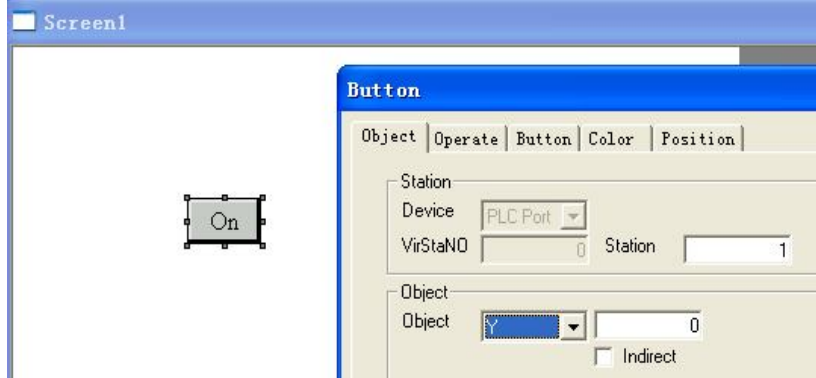 Screen1
Button
Object Operate Button Color Position
On
Station
Device PLC Port
VirStaNO 0 Station 1
Object
Object Y 0
Indirect